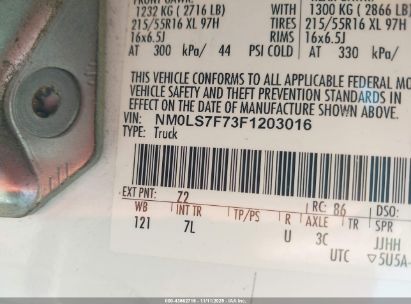 1232 KG ( 2716 LB) WITH 1300 KG ( 2866 LB)
215/55R16 XL 97H TIRES 215/55R16 XL 97H
16x6.5J RIMS 16x6.5J
AT 300 kPa/ 44 PSI COLD AT 330 kPa/
THIS VEHICLE CONFORMS TO ALL APPLICABLE FEDERAL MO
VEHICLE SAFETY AND THEFT PREVENTION STANDARDS IN
EFFECT ON THE DATE OF MANUFACTURE SHOWN ABOVE.
VIN: NM0LS7F73F1203016
TYPE: Truck
EXT PNT: Z2 RC: 86 DSO:
WB INT TR TP/PS R AXLE TR SPR
121 7L U 3C JJHH
UTC ▽5U5A-